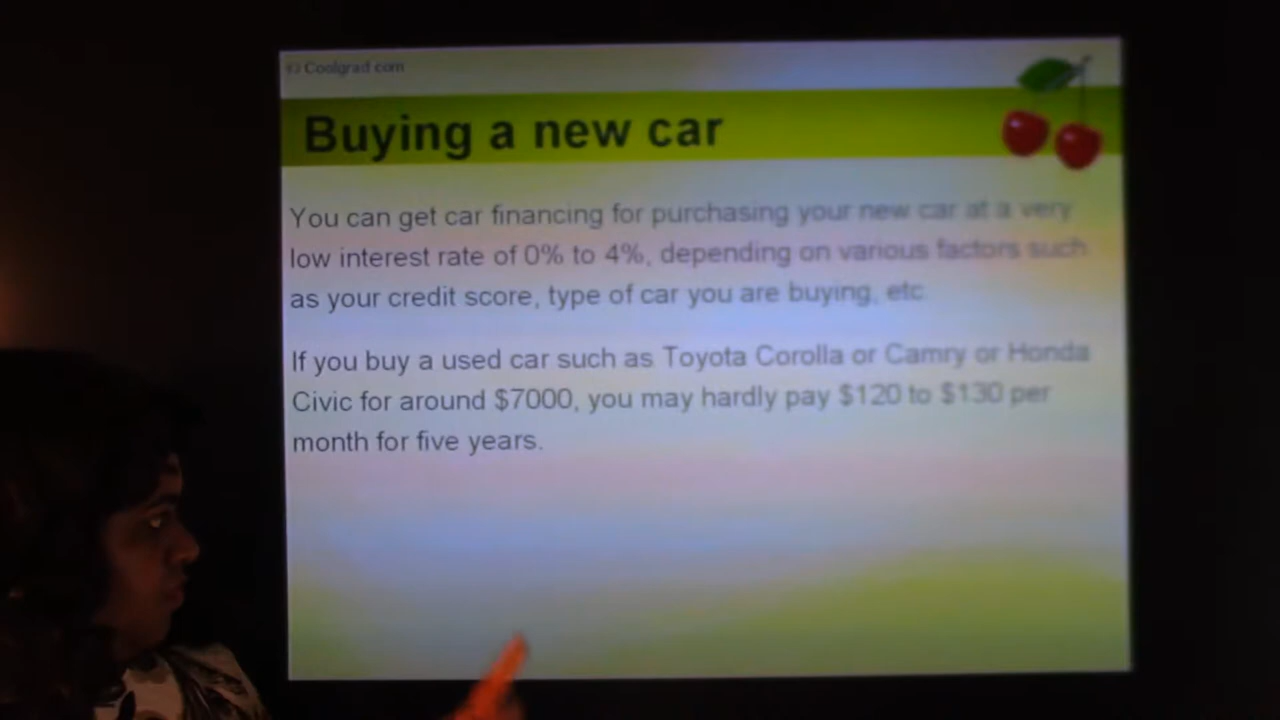 Coolgrad com
Buying a new car
You can get car financing for purchasing your new car at a very
low interest rate of 0% to 4%, depending on various factors such
as your credit score, type of car you are buying, etc
If you buy a used car such as Toyota Corolla or Camry or Honda
Civic for around $7000, you may hardly pay $120 to $130 per
month for five years.